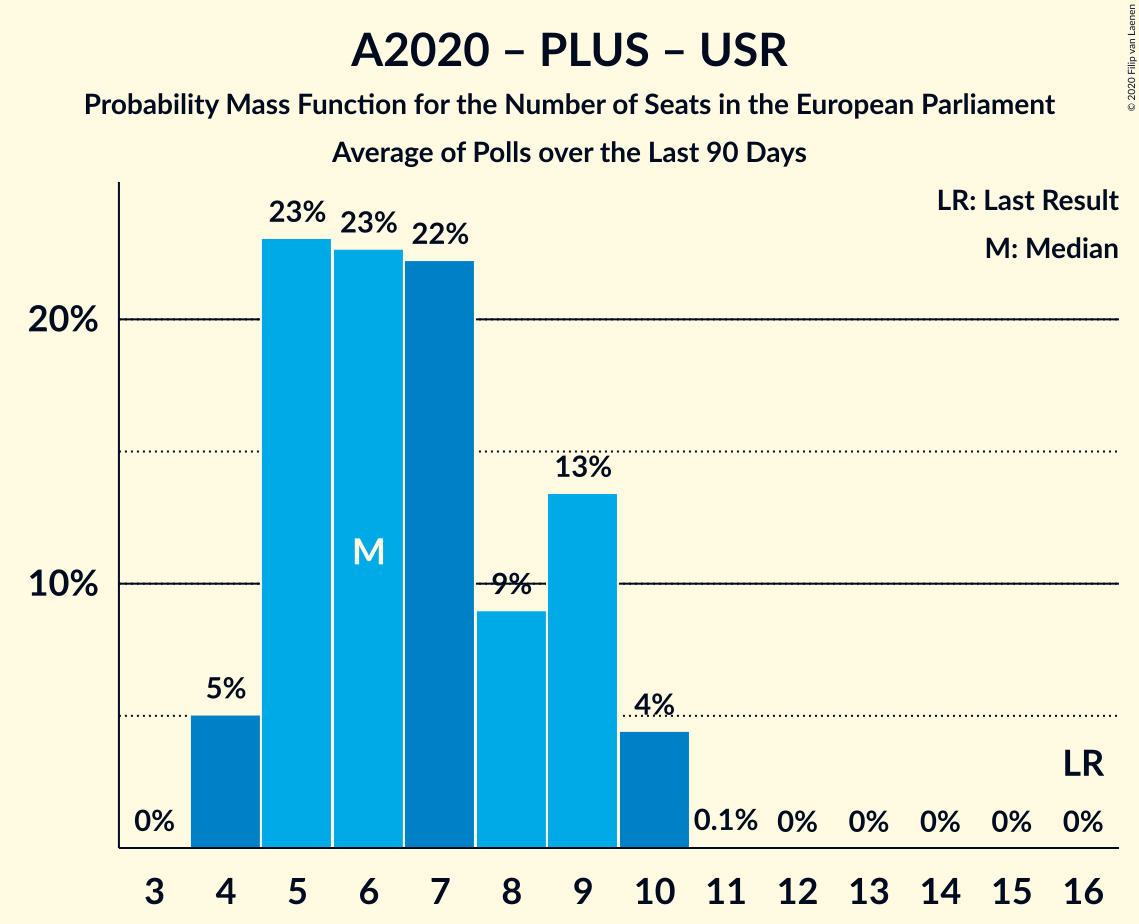 A2020 – PLUS – USR
Probability Mass Function for the Number of Seats in the European Parliament
Average of Polls over the Last 90 Days
© 2020 Filip van Laenen
LR: Last Result
M: Median
23%
23%
22%
20%
13%
M
10%
9%
5%
4%
LR
0%
0.1%
0%
0%
0%
0%
0%
3 4 5 6 7 8 9 10 11 12 13 14 15 16